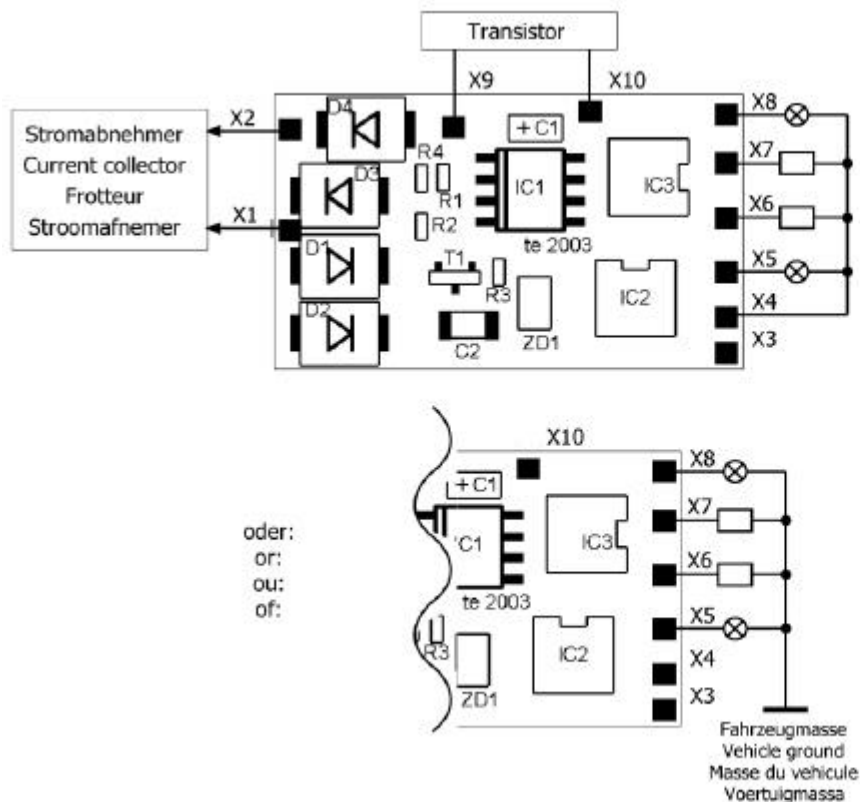 Transistor
X9
X10
X2
D4
X8
Stromabnehmer
Current collector
Frotteur
Stroomafnemer
+C1
X7
D3
R4
R1
IC1
IC3
X1
R2
X6
te 2003
D1
T1
R3
X5
IC2
X4
D2
C2
ZD1
X3
X10
X8
+C1
X7
oder:
or:
ou:
of:
C1
IC3
X6
te 2003
X5
R3
IC2
X4
ZD1
X3
Fahrzeugmasse
Vehicle ground
Masse du vehicule
Voertuigmassa